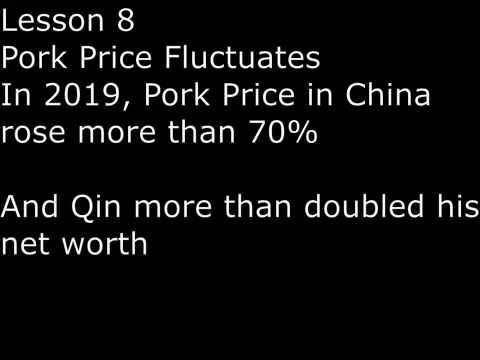 Lesson 8
Pork Price Fluctuates
In 2019, Pork Price in China
rose more than 70%
And Qin more than doubled his
net worth